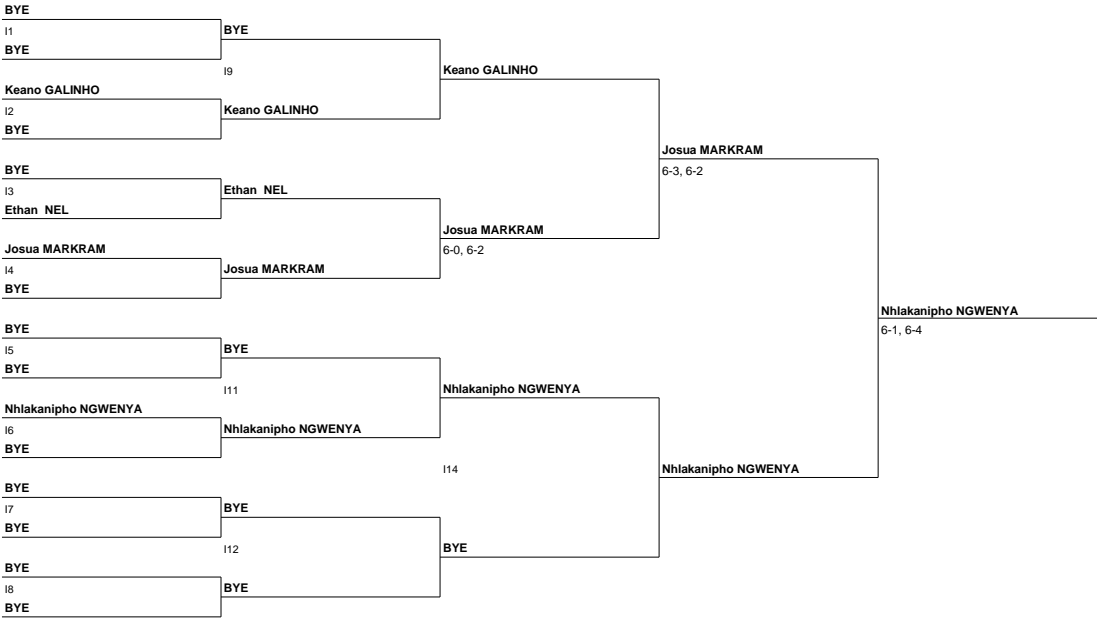 BYE
I1
BYE
Keano GALINHO
I2
BYE
BYE
I3
Ethan  NEL
Josua MARKRAM
I4
BYE
BYE
I5
BYE
Nhlakanipho NGWENYA
I6
BYE
BYE
I7
BYE
BYE
I8
BYE
BYE
I9
Keano GALINHO
Ethan  NEL
Josua MARKRAM
BYE
I11
Nhlakanipho NGWENYA
BYE
I12
BYE
Keano GALINHO
Josua MARKRAM
6-0, 6-2
Nhlakanipho NGWENYA
I14
BYE
Josua MARKRAM
6-3, 6-2
Nhlakanipho NGWENYA
Nhlakanipho NGWENYA
6-1, 6-4